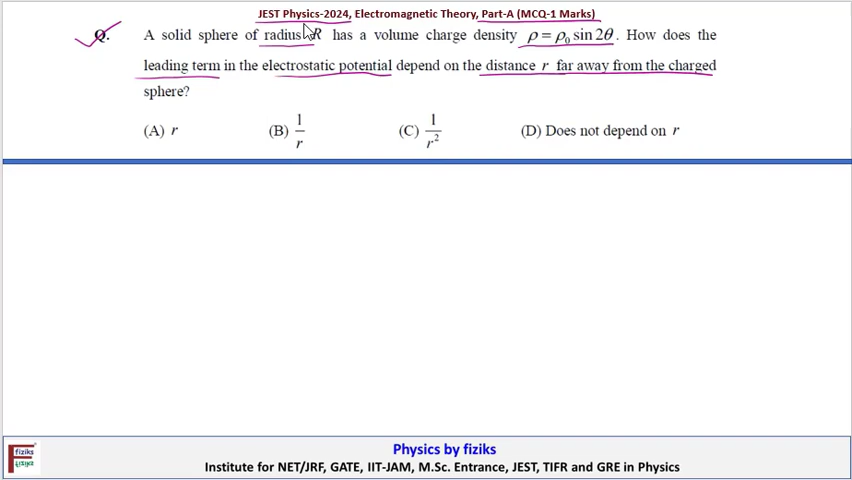 JEST Physics-2024, Electromagnetic Theory, Part-A (MCQ-1 Marks)
Q. A solid sphere of radius R has a volume charge density ρ = ρ₀ sin 2θ . How does the
leading term in the electrostatic potential depend on the distance r far away from the charged
sphere?
(A) r (B) 1/r (C) 1/r² (D) Does not depend on r
Physics by fiziks
Institute for NET/JRF, GATE, IIT-JAM, M.Sc. Entrance, JEST, TIFR and GRE in Physics
fiziks